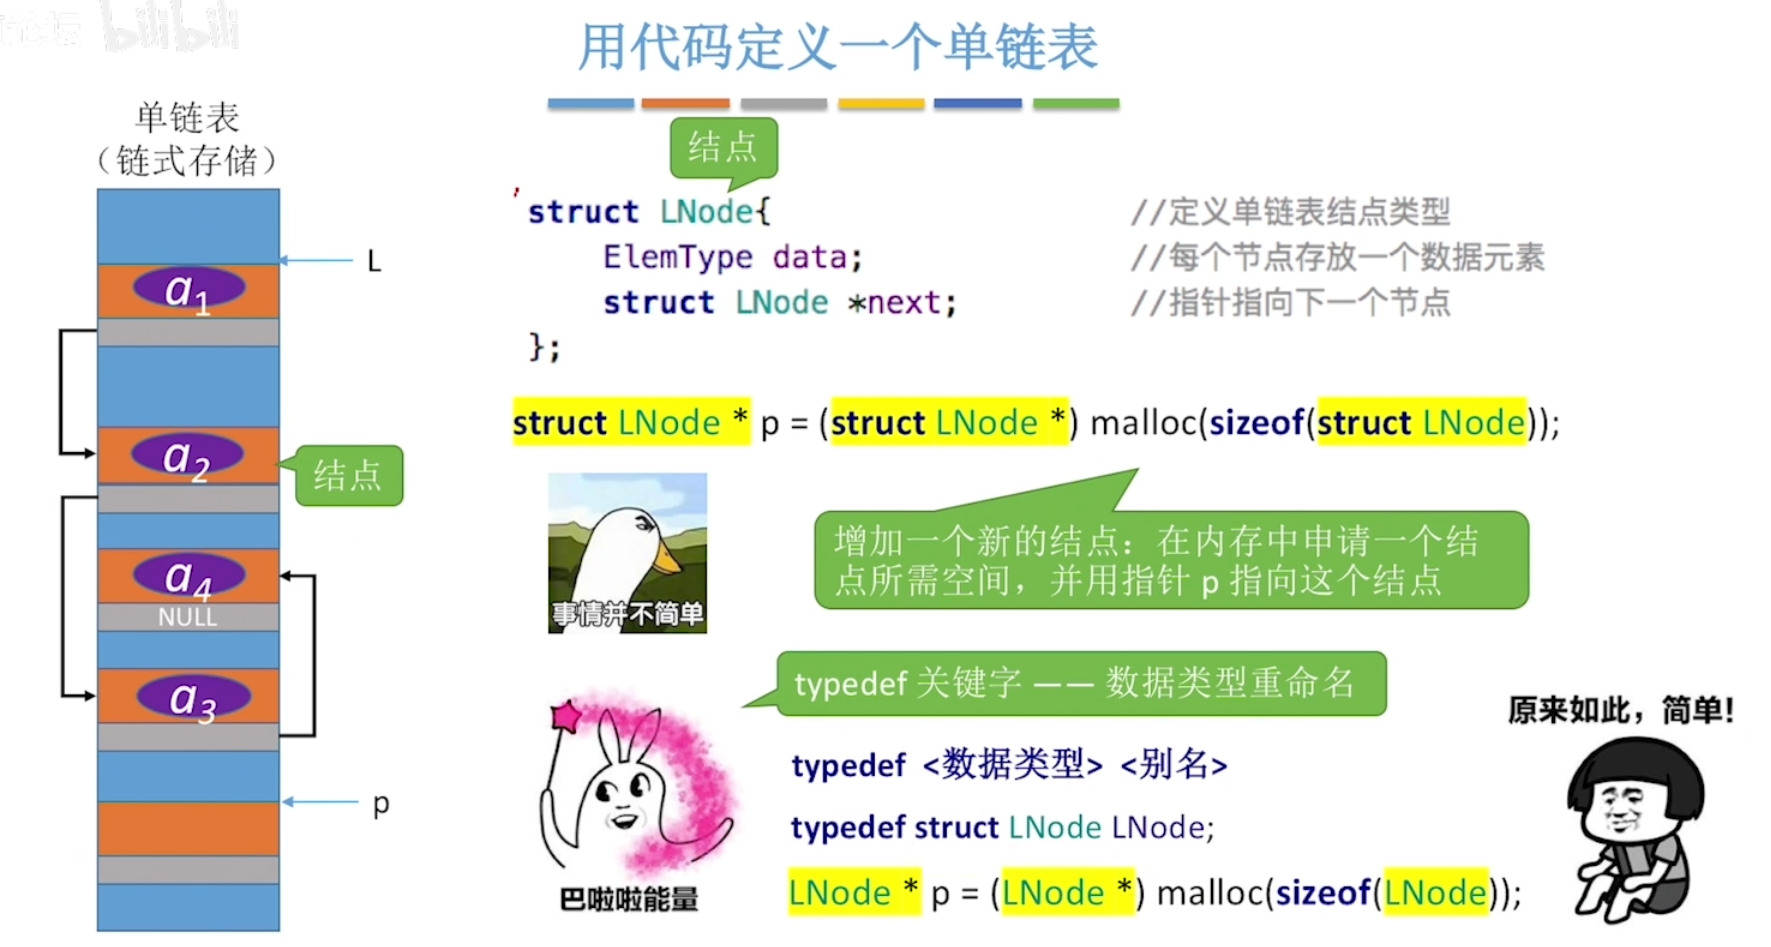 bilibili
用代码定义一个单链表
单链表
（链式存储）
结点
struct LNode{ //定义单链表结点类型
ElemType data; //每个节点存放一个数据元素
struct LNode *next; //指针指向下一个节点
};
L
a1
a2
结点
a4
NULL
a3
p
struct LNode * p = (struct LNode *) malloc(sizeof(struct LNode));
增加一个新的结点：在内存中申请一个结
点所需空间，并用指针 p 指向这个结点
事情并不简单
typedef 关键字 —— 数据类型重命名
typedef <数据类型> <别名>
typedef struct LNode LNode;
LNode * p = (LNode *) malloc(sizeof(LNode));
巴啦啦能量
原来如此，简单!